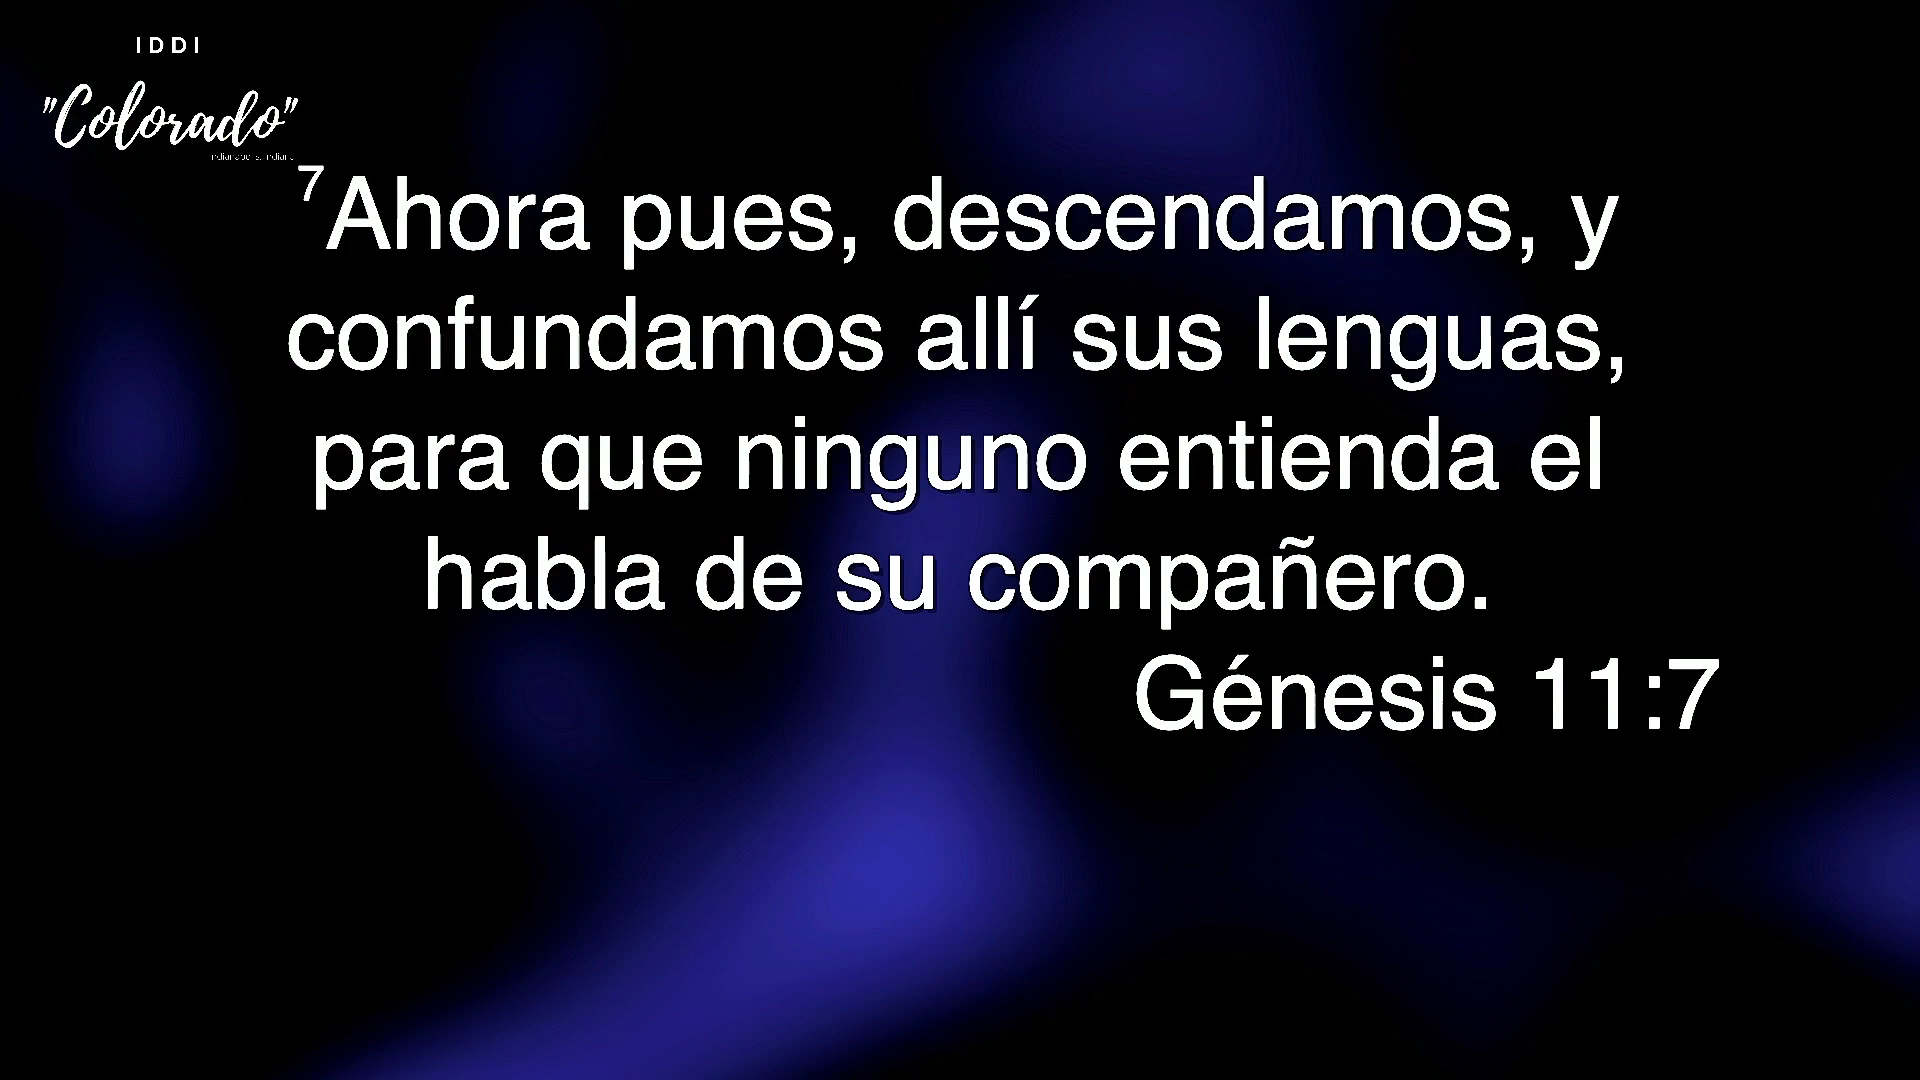 IDDI
"Colorado"
⁷Ahora pues, descendamos, y
confundamos allí sus lenguas,
para que ninguno entienda el
habla de su compañero.
Génesis 11:7